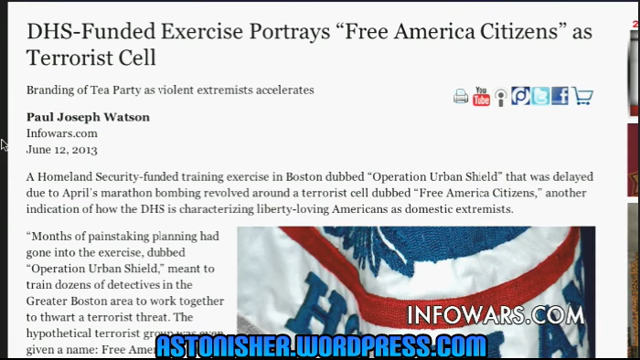 DHS-Funded Exercise Portrays “Free America Citizens” as
Terrorist Cell
Branding of Tea Party as violent extremists accelerates
You
Tube
Paul Joseph Watson
Infowars.com
June 12, 2013
A Homeland Security-funded training exercise in Boston dubbed “Operation Urban Shield” that was delayed
due to April’s marathon bombing revolved around a terrorist cell dubbed “Free America Citizens,” another
indication of how the DHS is characterizing liberty-loving Americans as domestic extremists.
“Months of painstaking planning had
gone into the exercise, dubbed
“Operation Urban Shield,” meant to
train dozens of detectives in the
Greater Boston area to work together
to thwart a terrorist threat. The
hypothetical terrorist group was even
given a name: Free
INFOWARS.COM
ASTONISHER.WORDPRESS.COM